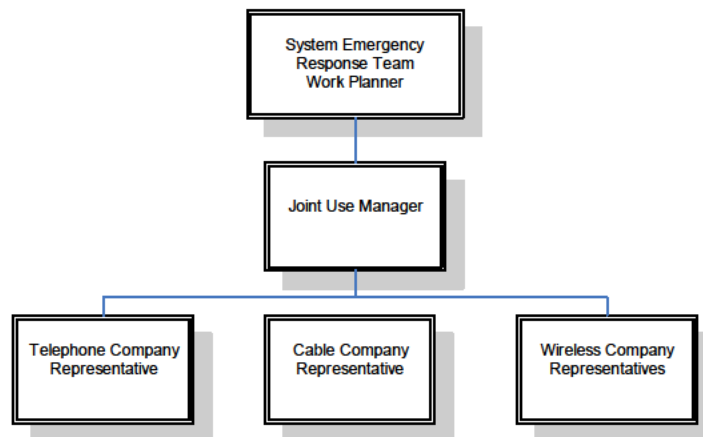 System Emergency
Response Team
Work Planner
Joint Use Manager
Telephone Company
Representative
Cable Company
Representative
Wireless Company
Representatives